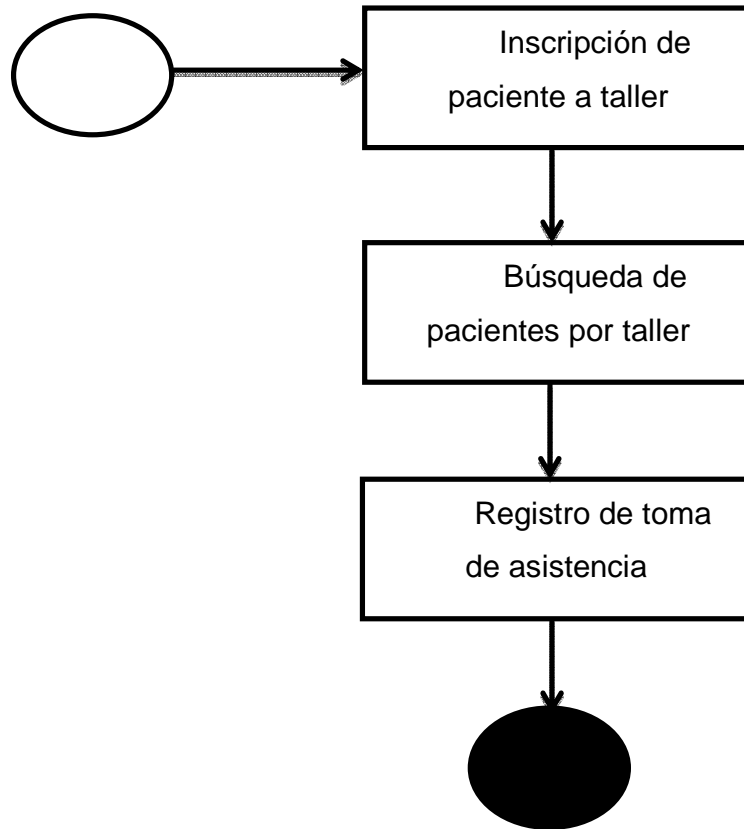 Inscripción de
paciente a taller
Búsqueda de
pacientes por taller
Registro de toma
de asistencia